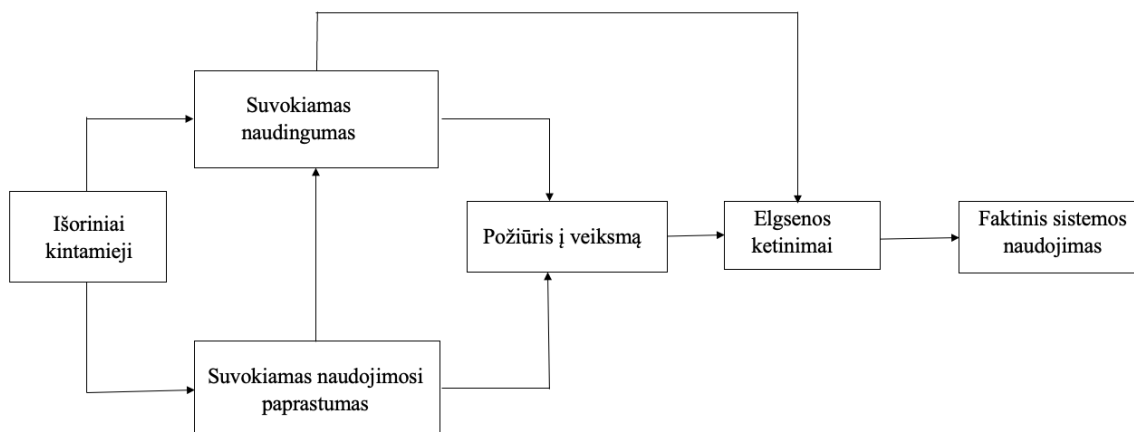 Suvokiamas
naudingumas
Išoriniai
kintamieji
Požiūris į veiksmą
Elgsenos
ketinimai
Faktinis sistemos
naudojimas
Suvokiamas naudojimosi
paprastumas